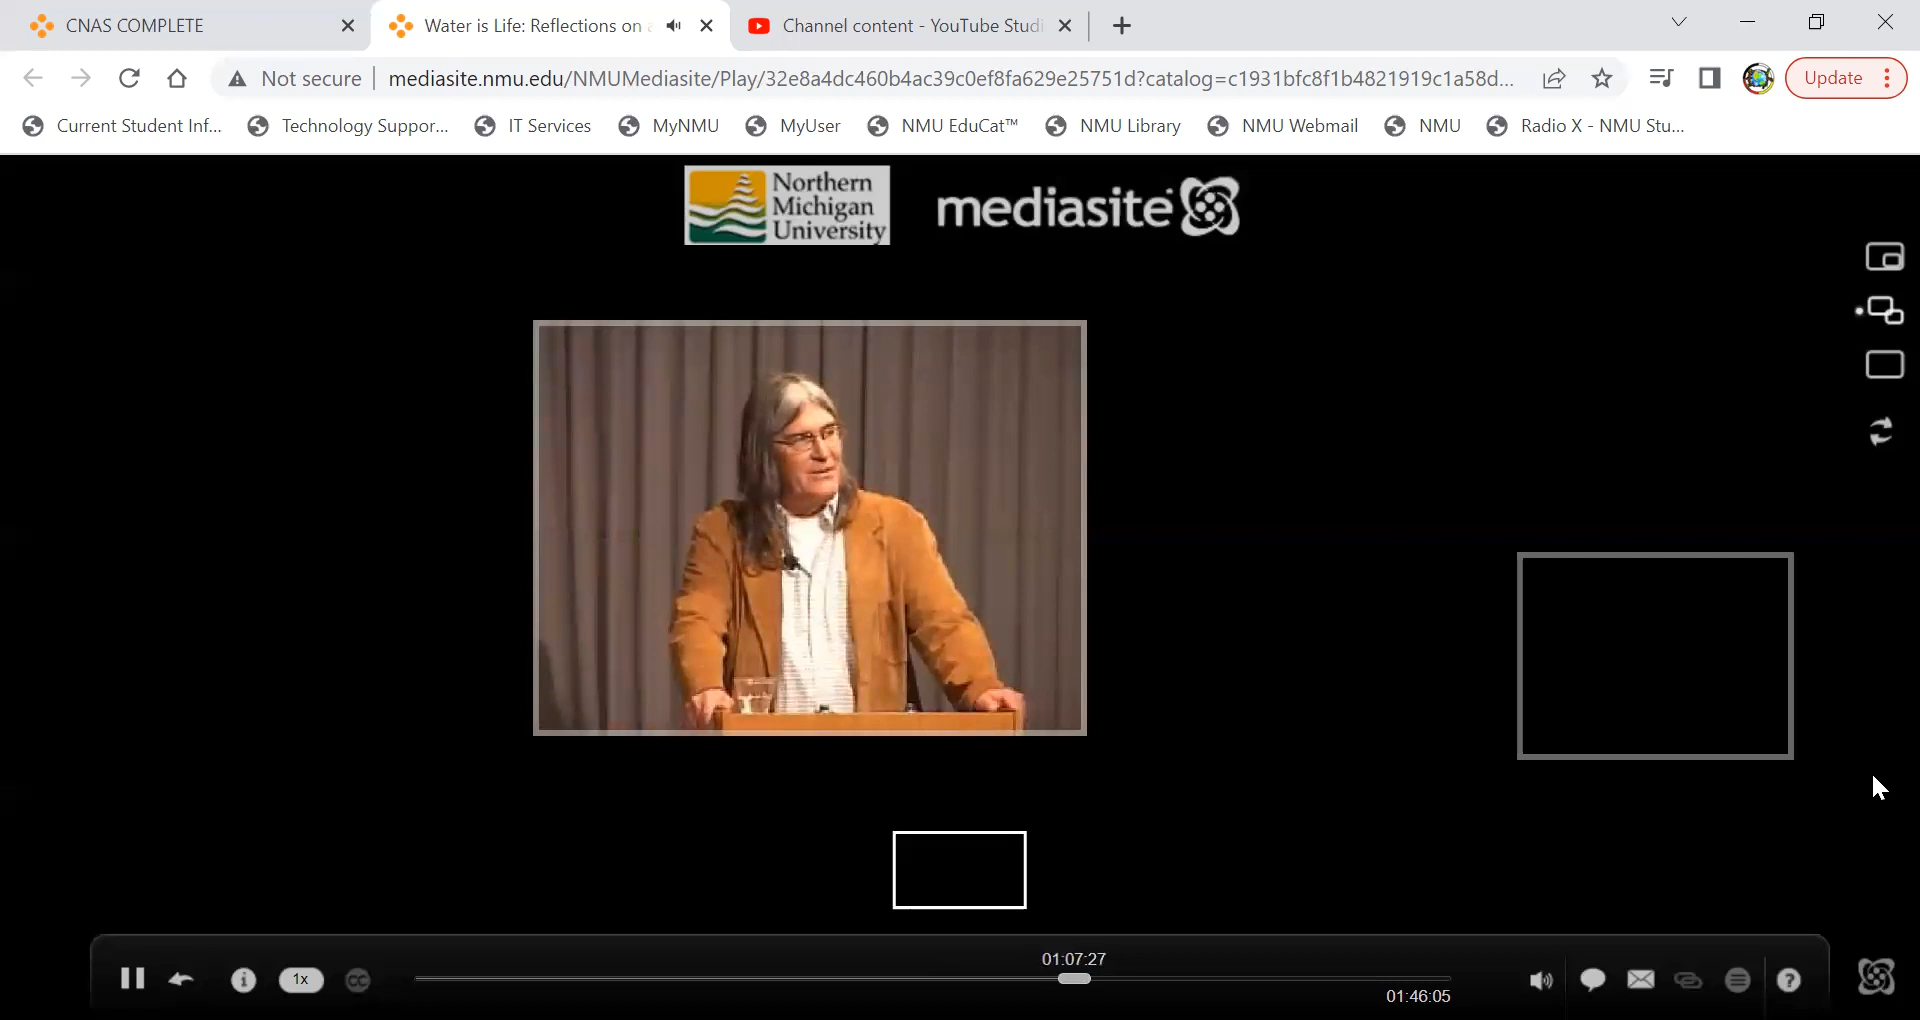 CNAS COMPLETE
Water is Life: Reflections on a
Channel content - YouTube Studi
Not secure
mediasite.nmu.edu/NMUMediasite/Play/32e8a4dc460b4ac39c0ef8fa629e25751d?catalog=c1931bfc8f1b4821919c1a58d...
Update
Current Student Inf...
Technology Suppor...
IT Services
MyNMU
MyUser
NMU EduCat™
NMU Library
NMU Webmail
NMU
Radio X - NMU Stu...
Northern
Michigan
University
mediasite
01:07:27
1x
CC
01:46:05